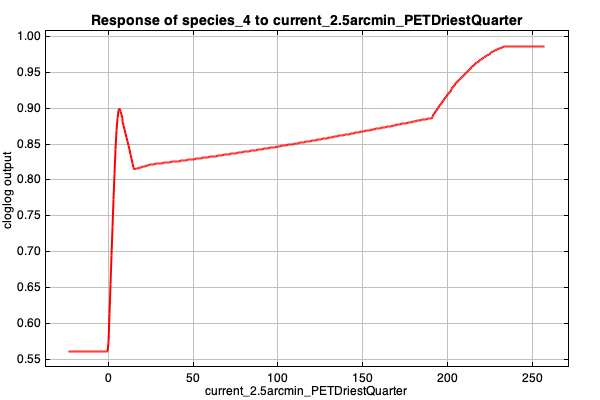 Response of species_4 to current_2.5arcmin_PETDriestQuarter
1.00
0.95
0.90
0.85
0.80
0.75
0.70
0.65
0.60
0.55
cloglog output
0 50 100 150 200 250
current_2.5arcmin_PETDriestQuarter